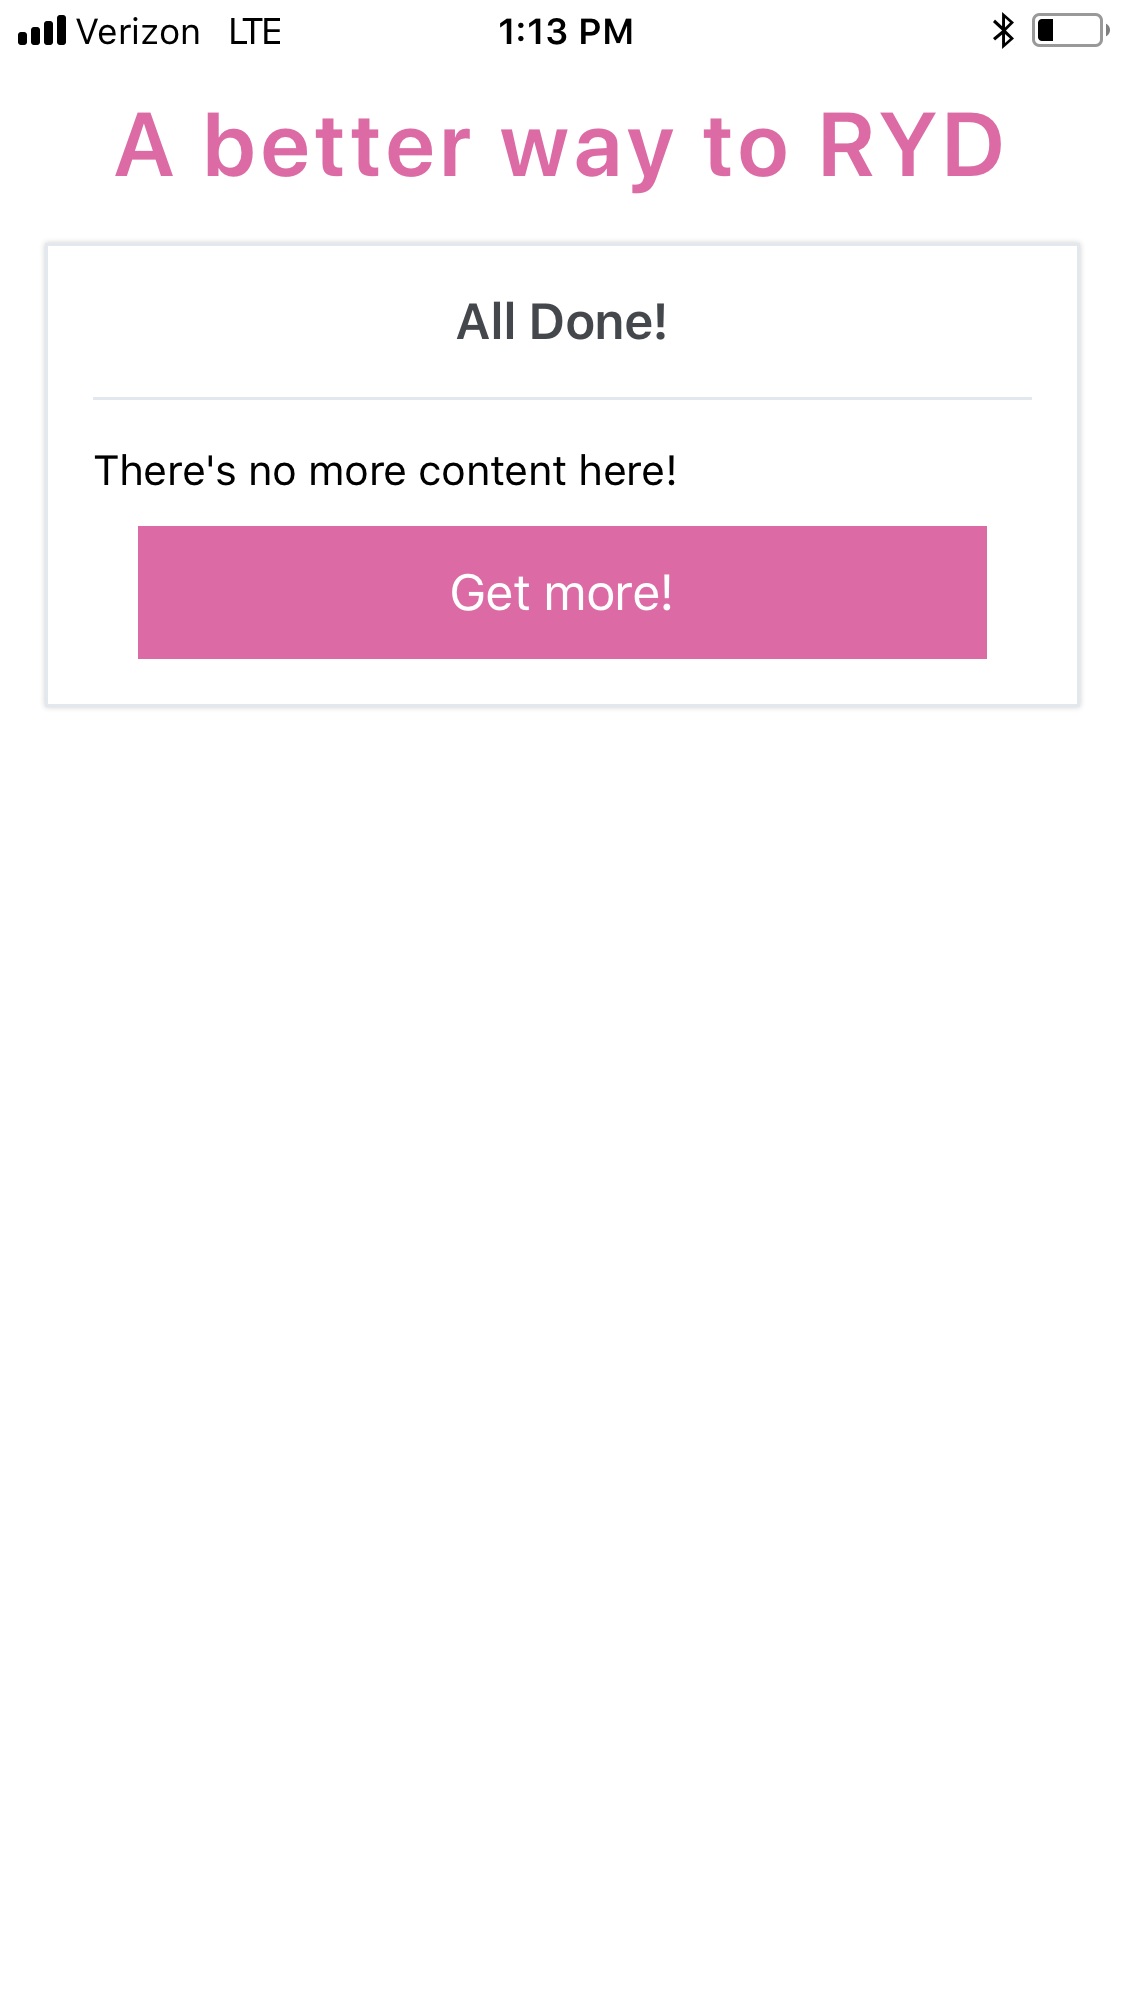 Verizon LTE 1:13 PM
A better way to RYD
All Done!
There's no more content here!
Get more!